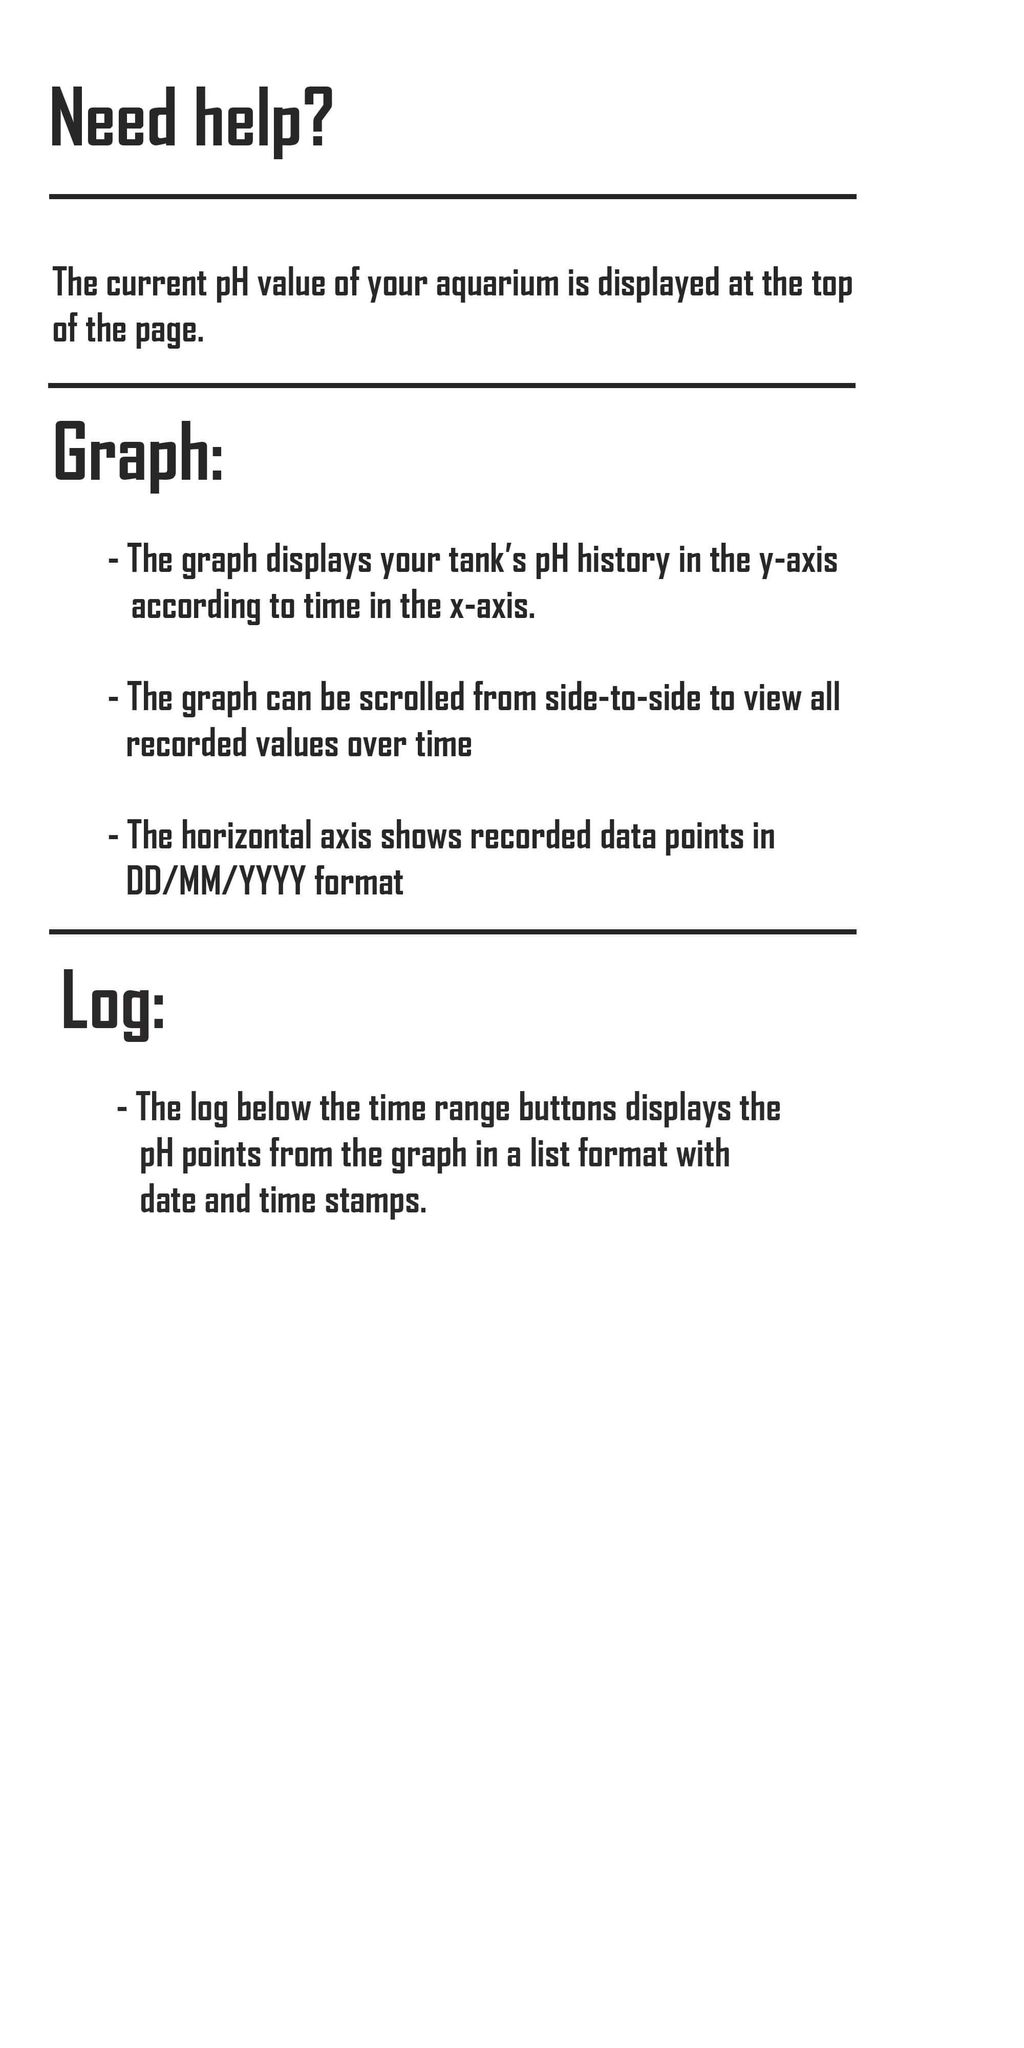 Need help?
The current pH value of your aquarium is displayed at the top
of the page.
Graph:
- The graph displays your tank’s pH history in the y-axis
according to time in the x-axis.
- The graph can be scrolled from side-to-side to view all
recorded values over time
- The horizontal axis shows recorded data points in
DD/MM/YYYY format
Log:
- The log below the time range buttons displays the
pH points from the graph in a list format with
date and time stamps.